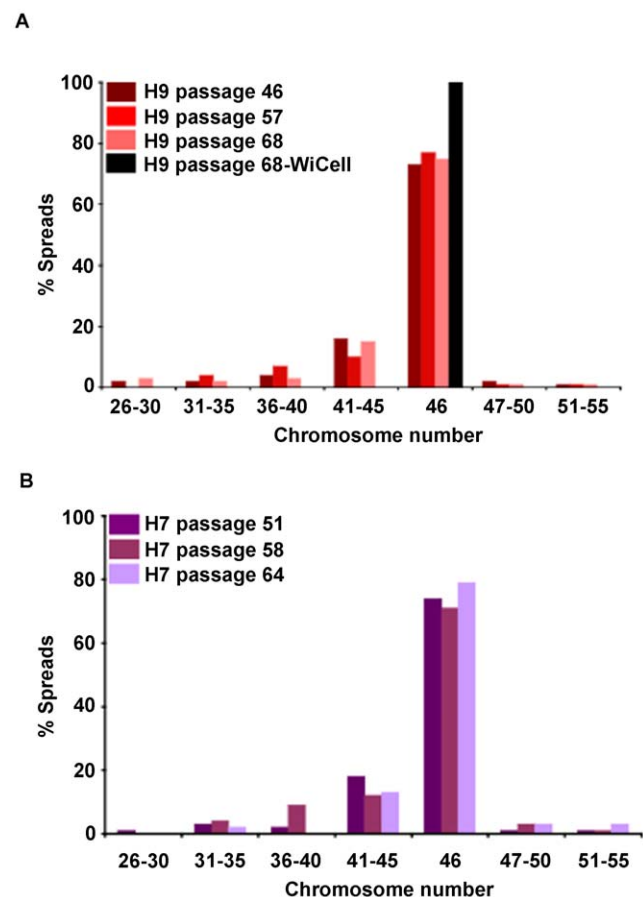 A
100
80
60
40
20
0
% Spreads
H9 passage 46
H9 passage 57
H9 passage 68
H9 passage 68-WiCell
26-30 31-35 36-40 41-45 46 47-50 51-55
Chromosome number
B
100
80
60
40
20
0
% Spreads
H7 passage 51
H7 passage 58
H7 passage 64
26-30 31-35 36-40 41-45 46 47-50 51-55
Chromosome number